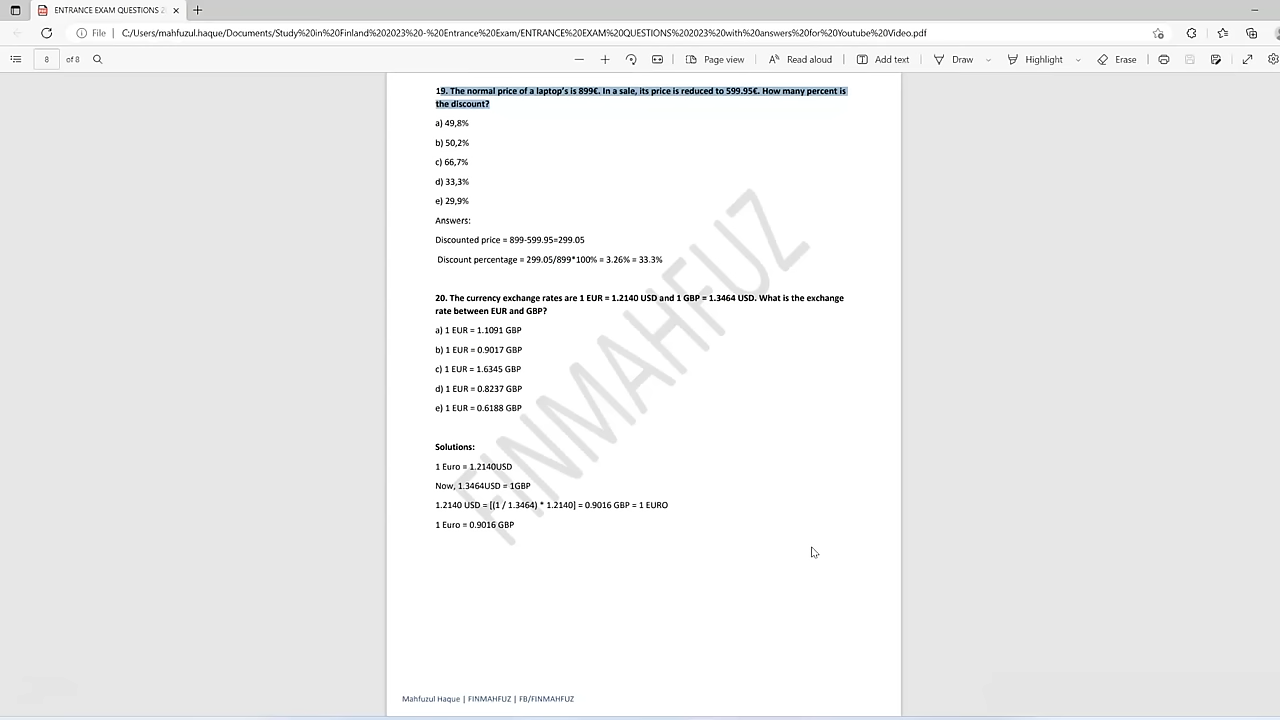 ENTRANCE EXAM QUESTIONS 2
File
C:/Users/mahfuzul.haque/Documents/Study%20in%20Finland%202023%20-%20Entrance%20Exam/ENTRANCE%20EXAM%20QUESTIONS%202023%20with%20answers%20for%20Youtube%20Video.pdf
8 of 8
Page view
Read aloud
Add text
Draw
Highlight
Erase
19. The normal price of a laptop's is 899€. In a sale, its price is reduced to 599.95€. How many percent is
the discount?
a) 49,8%
b) 50,2%
c) 66,7%
d) 33,3%
e) 29,9%
Answers:
Discounted price = 899-599.95=299.05
Discount percentage = 299.05/899*100% = 3.26% = 33.3%
20. The currency exchange rates are 1 EUR = 1.2140 USD and 1 GBP = 1.3464 USD. What is the exchange
rate between EUR and GBP?
a) 1 EUR = 1.1091 GBP
b) 1 EUR = 0.9017 GBP
c) 1 EUR = 1.6345 GBP
d) 1 EUR = 0.8237 GBP
e) 1 EUR = 0.6188 GBP
Solutions:
1 Euro = 1.2140USD
Now, 1.3464USD = 1GBP
1.2140 USD = [(1 / 1.3464) * 1.2140] = 0.9016 GBP = 1 EURO
1 Euro = 0.9016 GBP
FINMAHFUZ
Mahfuzul Haque | FINMAHFUZ | FB/FINMAHFUZ